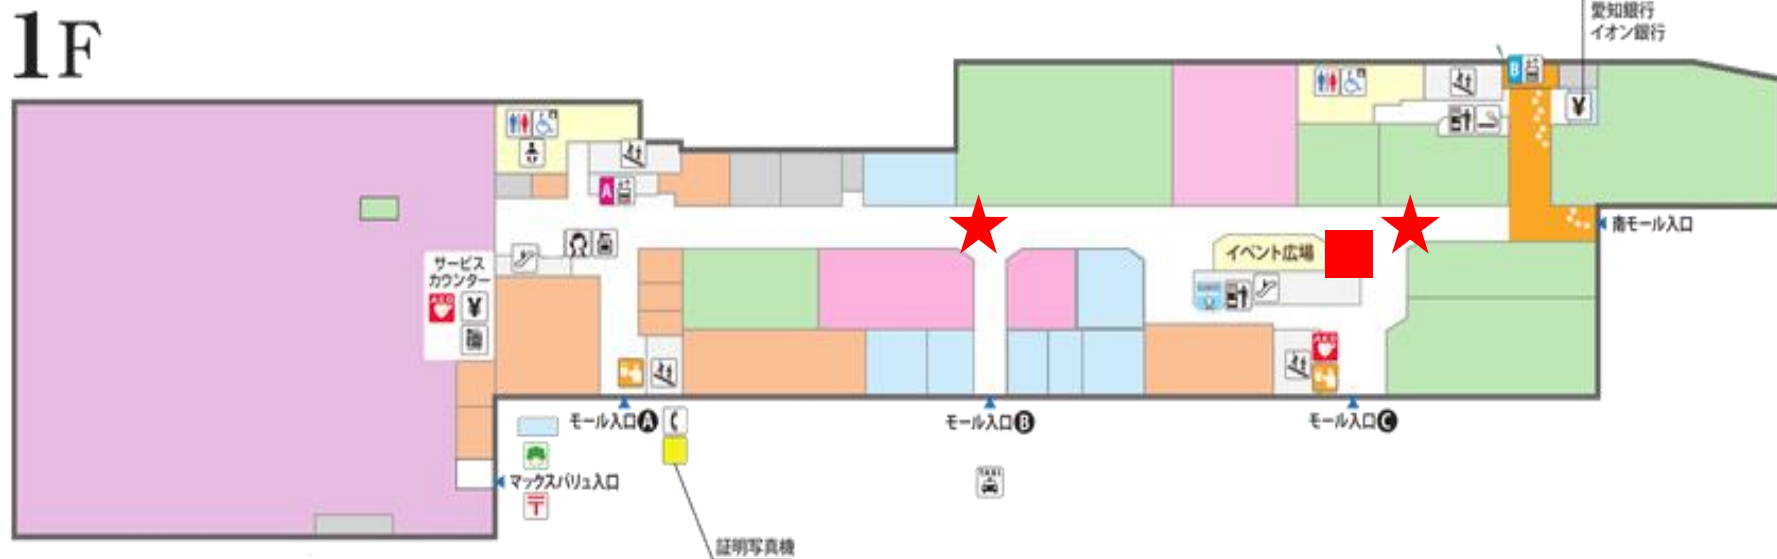 1F
愛知銀行
イオン銀行
B
¥
A
南モール入口
イベント広場
サービス
カウンター
AED
¥
AED
モール入口A
モール入口B
モール入口C
マックスバリュ入口
〒
TAXI
証明写真機